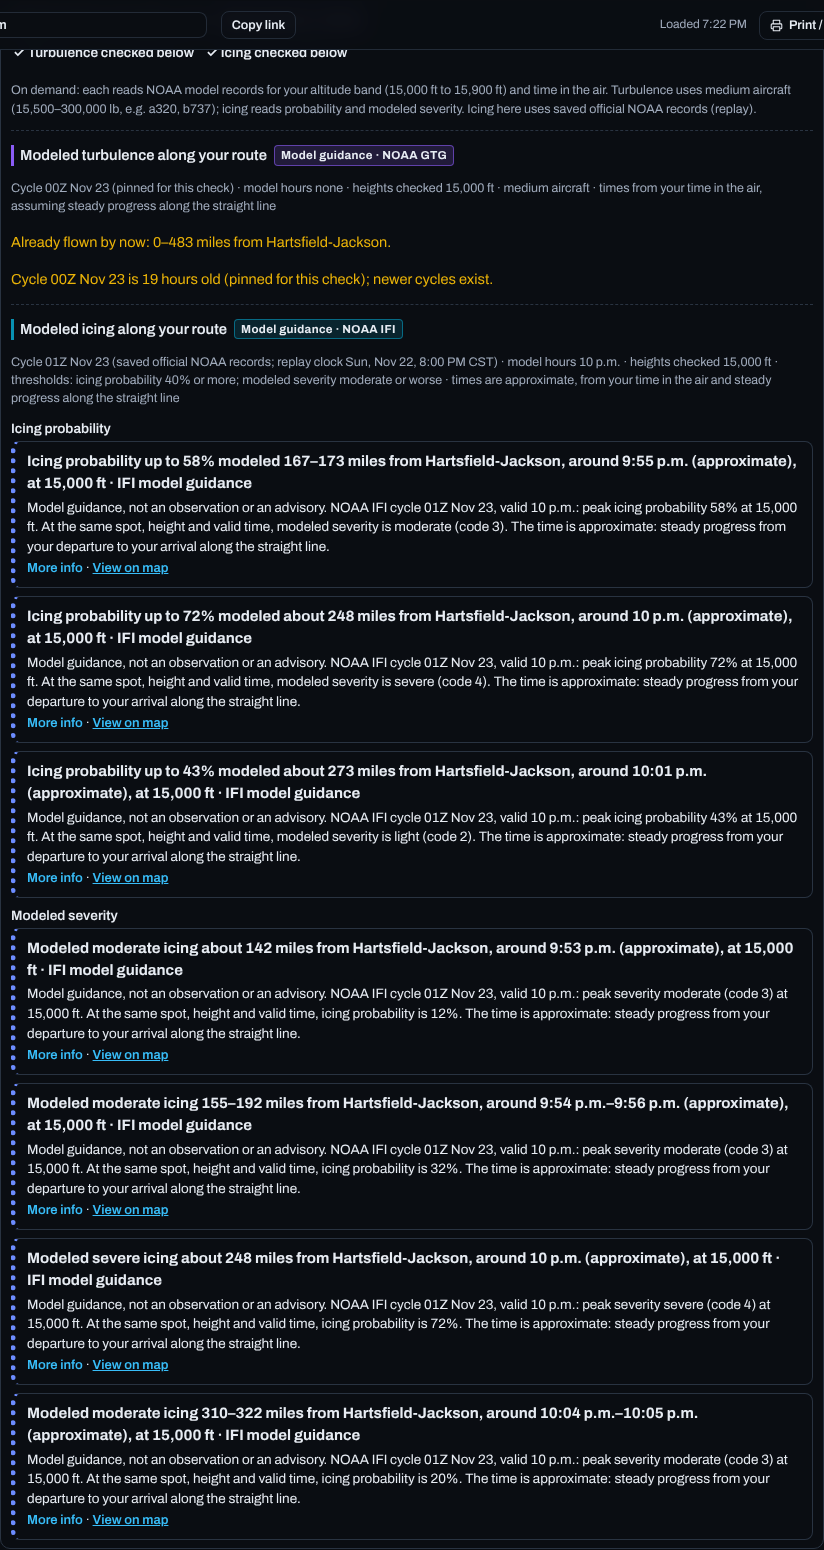 m
Copy link
Loaded 7:22 PM
Print /
✓ Turbulence checked below ✓ Icing checked below
On demand: each reads NOAA model records for your altitude band (15,000 ft to 15,900 ft) and time in the air. Turbulence uses medium aircraft
(15,500–300,000 lb, e.g. a320, b737); icing reads probability and modeled severity. Icing here uses saved official NOAA records (replay).
Modeled turbulence along your route
Model guidance · NOAA GTG
Cycle 00Z Nov 23 (pinned for this check) · model hours none · heights checked 15,000 ft · medium aircraft · times from your time in the air,
assuming steady progress along the straight line
Already flown by now: 0–483 miles from Hartsfield-Jackson.
Cycle 00Z Nov 23 is 19 hours old (pinned for this check); newer cycles exist.
Modeled icing along your route
Model guidance · NOAA IFI
Cycle 01Z Nov 23 (saved official NOAA records; replay clock Sun, Nov 22, 8:00 PM CST) · model hours 10 p.m. · heights checked 15,000 ft ·
thresholds: icing probability 40% or more; modeled severity moderate or worse · times are approximate, from your time in the air and steady
progress along the straight line
Icing probability
Icing probability up to 58% modeled 167–173 miles from Hartsfield-Jackson, around 9:55 p.m. (approximate),
at 15,000 ft · IFI model guidance
Model guidance, not an observation or an advisory. NOAA IFI cycle 01Z Nov 23, valid 10 p.m.: peak icing probability 58% at 15,000
ft. At the same spot, height and valid time, modeled severity is moderate (code 3). The time is approximate: steady progress from
your departure to your arrival along the straight line.
More info · View on map
Icing probability up to 72% modeled about 248 miles from Hartsfield-Jackson, around 10 p.m. (approximate),
at 15,000 ft · IFI model guidance
Model guidance, not an observation or an advisory. NOAA IFI cycle 01Z Nov 23, valid 10 p.m.: peak icing probability 72% at 15,000
ft. At the same spot, height and valid time, modeled severity is severe (code 4). The time is approximate: steady progress from your
departure to your arrival along the straight line.
More info · View on map
Icing probability up to 43% modeled about 273 miles from Hartsfield-Jackson, around 10:01 p.m.
(approximate), at 15,000 ft · IFI model guidance
Model guidance, not an observation or an advisory. NOAA IFI cycle 01Z Nov 23, valid 10 p.m.: peak icing probability 43% at 15,000
ft. At the same spot, height and valid time, modeled severity is light (code 2). The time is approximate: steady progress from your
departure to your arrival along the straight line.
More info · View on map
Modeled severity
Modeled moderate icing about 142 miles from Hartsfield-Jackson, around 9:53 p.m. (approximate), at 15,000
ft · IFI model guidance
Model guidance, not an observation or an advisory. NOAA IFI cycle 01Z Nov 23, valid 10 p.m.: peak severity moderate (code 3) at
15,000 ft. At the same spot, height and valid time, icing probability is 12%. The time is approximate: steady progress from your
departure to your arrival along the straight line.
More info · View on map
Modeled moderate icing 155–192 miles from Hartsfield-Jackson, around 9:54 p.m.–9:56 p.m. (approximate),
at 15,000 ft · IFI model guidance
Model guidance, not an observation or an advisory. NOAA IFI cycle 01Z Nov 23, valid 10 p.m.: peak severity moderate (code 3) at
15,000 ft. At the same spot, height and valid time, icing probability is 32%. The time is approximate: steady progress from your
departure to your arrival along the straight line.
More info · View on map
Modeled severe icing about 248 miles from Hartsfield-Jackson, around 10 p.m. (approximate), at 15,000 ft ·
IFI model guidance
Model guidance, not an observation or an advisory. NOAA IFI cycle 01Z Nov 23, valid 10 p.m.: peak severity severe (code 4) at
15,000 ft. At the same spot, height and valid time, icing probability is 72%. The time is approximate: steady progress from your
departure to your arrival along the straight line.
More info · View on map
Modeled moderate icing 310–322 miles from Hartsfield-Jackson, around 10:04 p.m.–10:05 p.m.
(approximate), at 15,000 ft · IFI model guidance
Model guidance, not an observation or an advisory. NOAA IFI cycle 01Z Nov 23, valid 10 p.m.: peak severity moderate (code 3) at
15,000 ft. At the same spot, height and valid time, icing probability is 20%. The time is approximate: steady progress from your
departure to your arrival along the straight line.
More info · View on map